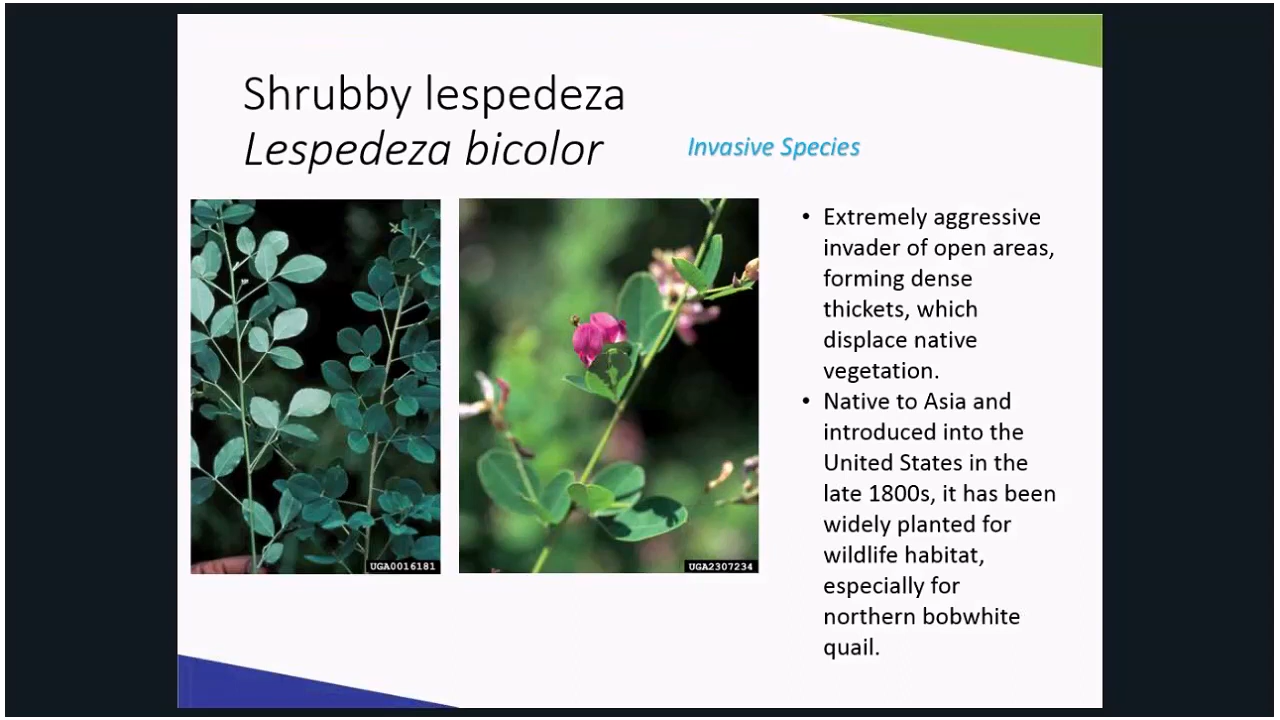 Shrubby lespedeza
Lespedeza bicolor
Invasive Species
UGA0016181
UGA2307234
• Extremely aggressive
invader of open areas,
forming dense
thickets, which
displace native
vegetation.
• Native to Asia and
introduced into the
United States in the
late 1800s, it has been
widely planted for
wildlife habitat,
especially for
northern bobwhite
quail.